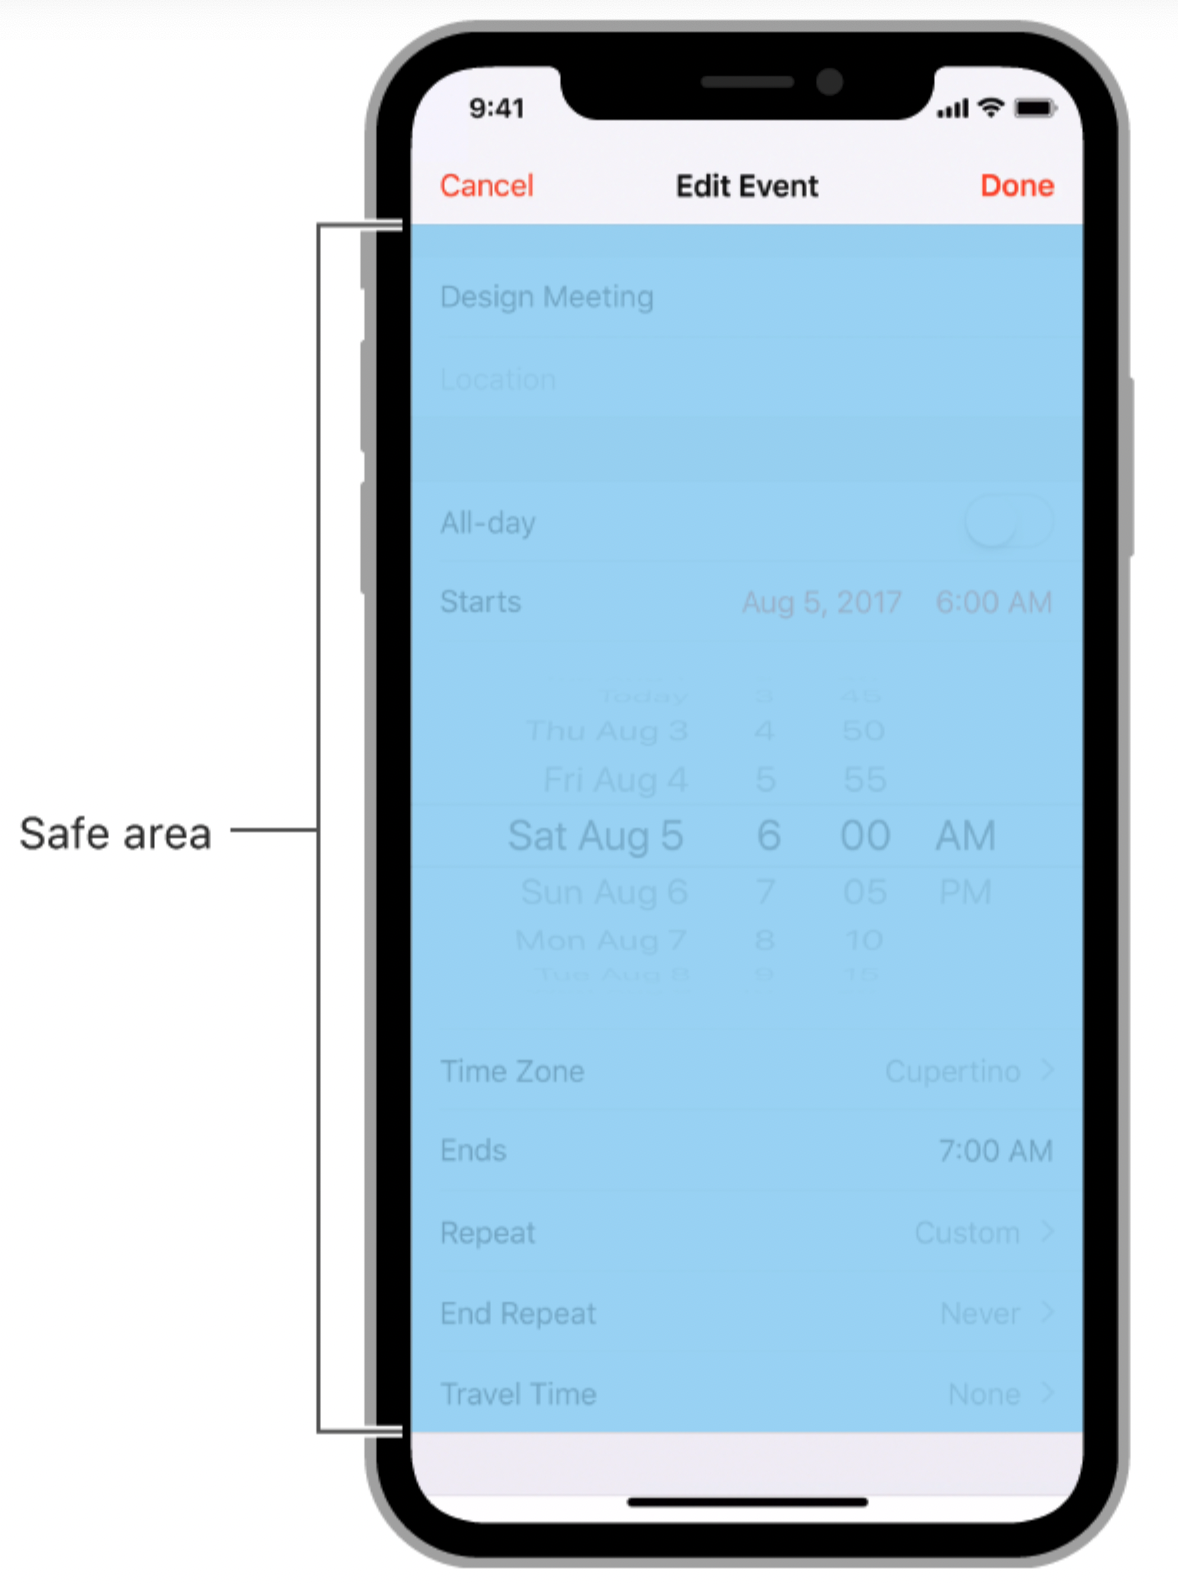 9:41
Cancel Edit Event Done
Design Meeting
Location
All-day
Starts Aug 5, 2017 6:00 AM
Today 3 45
Thu Aug 3 4 50
Fri Aug 4 5 55
Safe area
Sat Aug 5 6 00 AM
Sun Aug 6 7 05 PM
Mon Aug 7 8 10
Tue Aug 8 9 15
Time Zone Cupertino >
Ends 7:00 AM
Repeat Custom >
End Repeat Never >
Travel Time None >